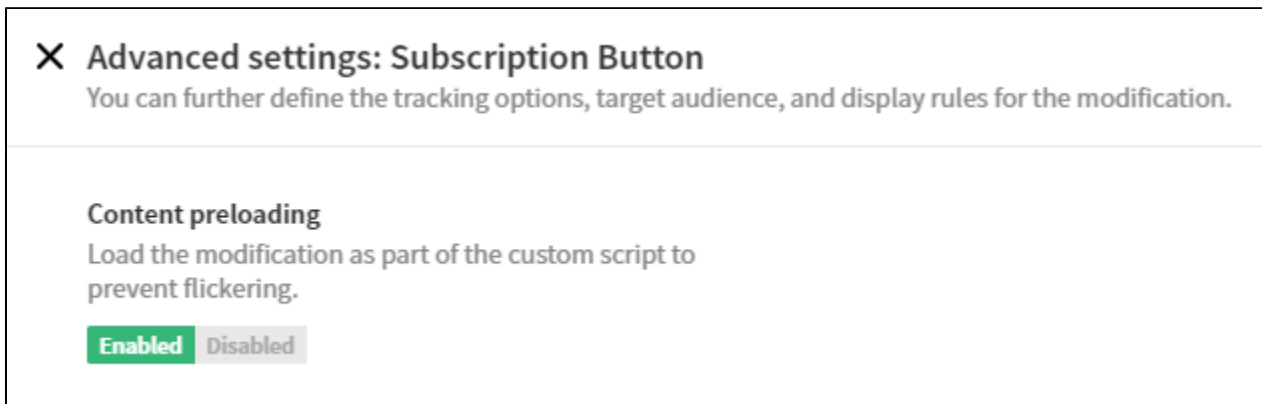 Advanced settings: Subscription Button
You can further define the tracking options, target audience, and display rules for the modification.
Content preloading
Load the modification as part of the custom script to
prevent flickering.
Enabled Disabled